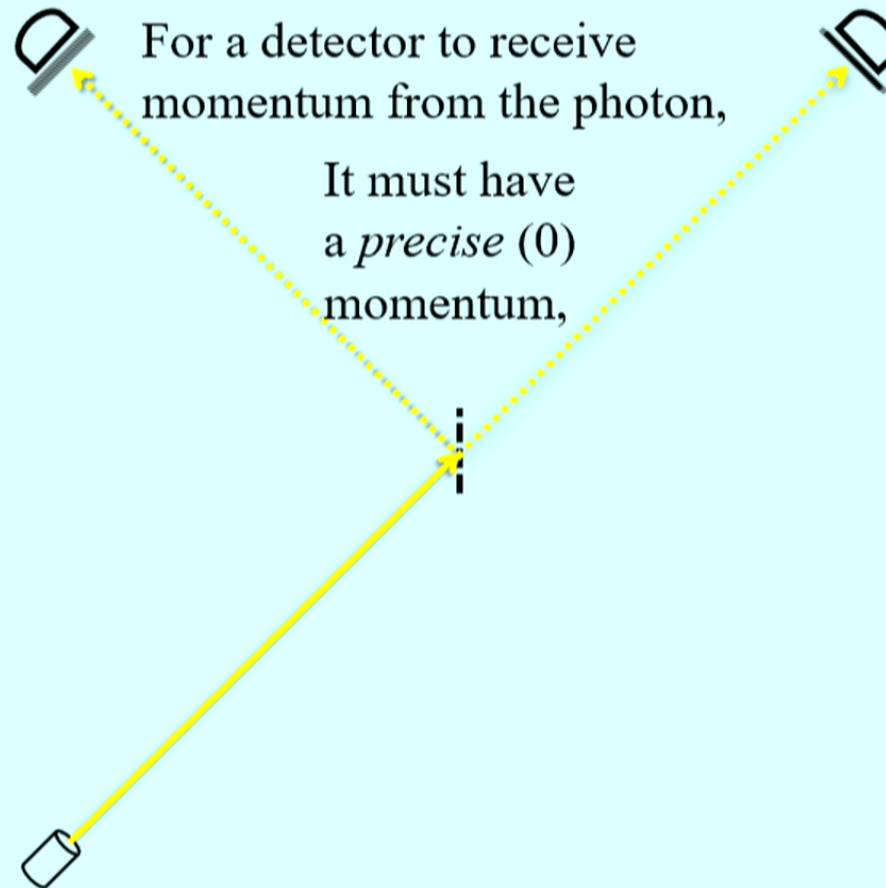 For a detector to receive
momentum from the photon,
It must have
a precise (0)
momentum,